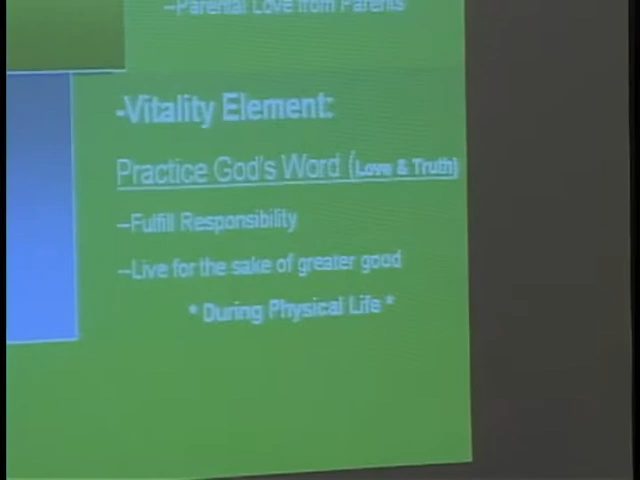 --Parental Love from Parents
-Vitality Element:
Practice God's Word (Love & Truth)
--Fulfill Responsibility
--Live for the sake of greater good
* During Physical Life *